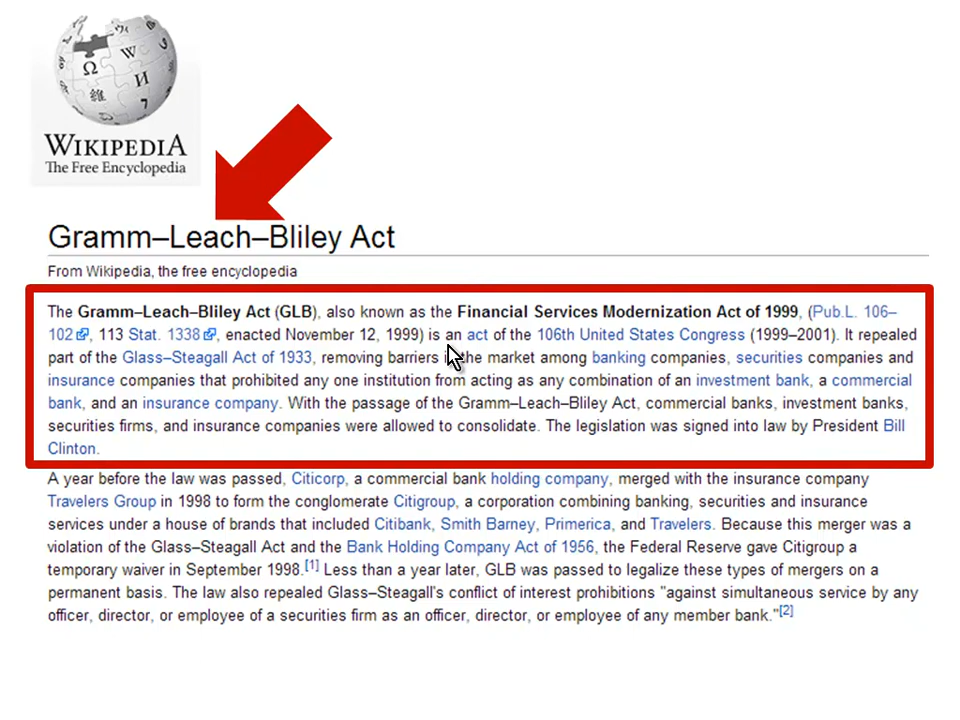 Ω W И 維 7
WIKIPEDIA
The Free Encyclopedia
Gramm–Leach–Bliley Act
From Wikipedia, the free encyclopedia
The Gramm–Leach–Bliley Act (GLB), also known as the Financial Services Modernization Act of 1999, (Pub.L. 106–
102, 113 Stat. 1338, enacted November 12, 1999) is an act of the 106th United States Congress (1999–2001). It repealed
part of the Glass–Steagall Act of 1933, removing barriers the market among banking companies, securities companies and
insurance companies that prohibited any one institution from acting as any combination of an investment bank, a commercial
bank, and an insurance company. With the passage of the Gramm–Leach–Bliley Act, commercial banks, investment banks,
securities firms, and insurance companies were allowed to consolidate. The legislation was signed into law by President Bill
Clinton.
A year before the law was passed, Citicorp, a commercial bank holding company, merged with the insurance company
Travelers Group in 1998 to form the conglomerate Citigroup, a corporation combining banking, securities and insurance
services under a house of brands that included Citibank, Smith Barney, Primerica, and Travelers. Because this merger was a
violation of the Glass–Steagall Act and the Bank Holding Company Act of 1956, the Federal Reserve gave Citigroup a
temporary waiver in September 1998.[1] Less than a year later, GLB was passed to legalize these types of mergers on a
permanent basis. The law also repealed Glass–Steagall's conflict of interest prohibitions "against simultaneous service by any
officer, director, or employee of a securities firm as an officer, director, or employee of any member bank."[2]